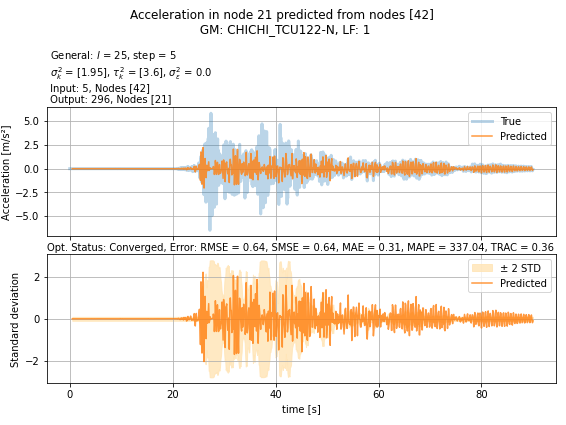 Acceleration in node 21 predicted from nodes [42]
GM: CHICHI_TCU122-N, LF: 1
General: l = 25, step = 5
σ²ₖ = [1.95], τ²ₖ = [3.6], σ²ε = 0.0
Input: 5, Nodes [42]
Output: 296, Nodes [21]
Acceleration [m/s²]
5.0
2.5
0.0
−2.5
−5.0
True
Predicted
Opt. Status: Converged, Error: RMSE = 0.64, SMSE = 0.64, MAE = 0.31, MAPE = 337.04, TRAC = 0.36
Standard deviation
2
0
−2
± 2 STD
Predicted
0 20 40 60 80
time [s]